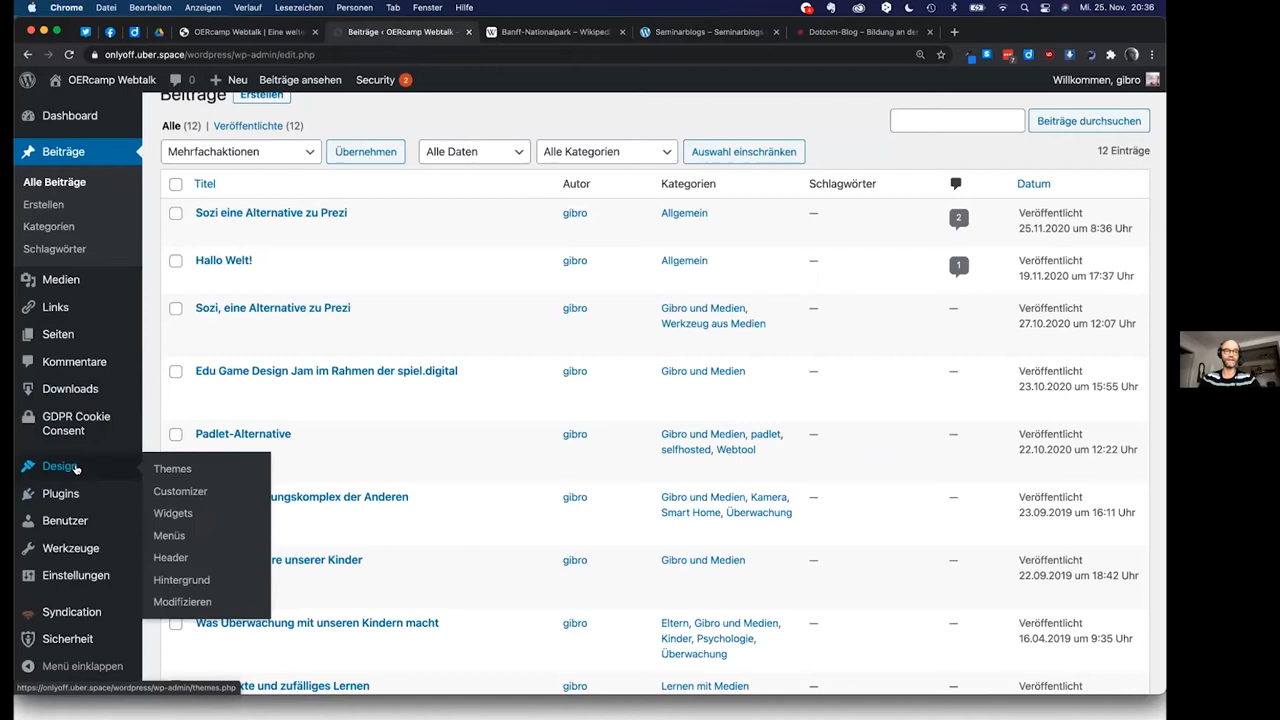 Chrome Datei Bearbeiten Anzeigen Verlauf Lesezeichen Personen Tab Fenster Hilfe Mi. 25. Nov. 20:36
OERcamp Webtalk | Eine welt Beiträge ‹ OERcamp Webtalk – Banff-Nationalpark – Wikiped Seminarblogs – Seminarblogs Dotcom-Blog – Bildung an der
onlyoff.uber.space/wordpress/wp-admin/edit.php
OERCamp Webtalk 0 Neu Beiträge ansehen Security 2 Willkommen, gibro
Dashboard
Beiträge
Alle Beiträge
Erstellen
Kategorien
Schlagwörter
Medien
Links
Seiten
Kommentare
Downloads
GDPR Cookie
Consent
Design
Plugins
Benutzer
Werkzeuge
Einstellungen
Syndication
Sicherheit
Menü einklappen
Themes
Customizer
Widgets
Menüs
Header
Hintergrund
Modifizieren
Beiträge Erstellen
Alle (12) | Veröffentlichte (12)
Beiträge durchsuchen
Mehrfachaktionen Übernehmen Alle Daten Alle Kategorien Auswahl einschränken 12 Einträge
Titel Autor Kategorien Schlagwörter Datum
Sozi eine Alternative zu Prezi gibro Allgemein — 2 Veröffentlicht
25.11.2020 um 8:36 Uhr
Hallo Welt! gibro Allgemein — 1 Veröffentlicht
19.11.2020 um 17:37 Uhr
Sozi, eine Alternative zu Prezi gibro Gibro und Medien, — — Veröffentlicht
Werkzeug aus Medien 27.10.2020 um 12:07 Uhr
Edu Game Design Jam im Rahmen der spiel.digital gibro Gibro und Medien — — Veröffentlicht
23.10.2020 um 15:55 Uhr
Padlet-Alternative gibro Gibro und Medien, padlet, — — Veröffentlicht
selfhosted, Webtool 22.10.2020 um 12:22 Uhr
ungskomplex der Anderen gibro Gibro und Medien, Kamera, — — Veröffentlicht
Smart Home, Überwachung 23.09.2019 um 16:11 Uhr
re unserer Kinder gibro Gibro und Medien — — Veröffentlicht
22.09.2019 um 18:42 Uhr
Was Überwachung mit unseren Kindern macht gibro Eltern, Gibro und Medien, — — Veröffentlicht
Kinder, Psychologie, 16.04.2019 um 9:35 Uhr
Überwachung
kte und zufälliges Lernen gibro Lernen mit Medien — — Veröffentlicht
https://onlyoff.uber.space/wordpress/wp-admin/themes.php